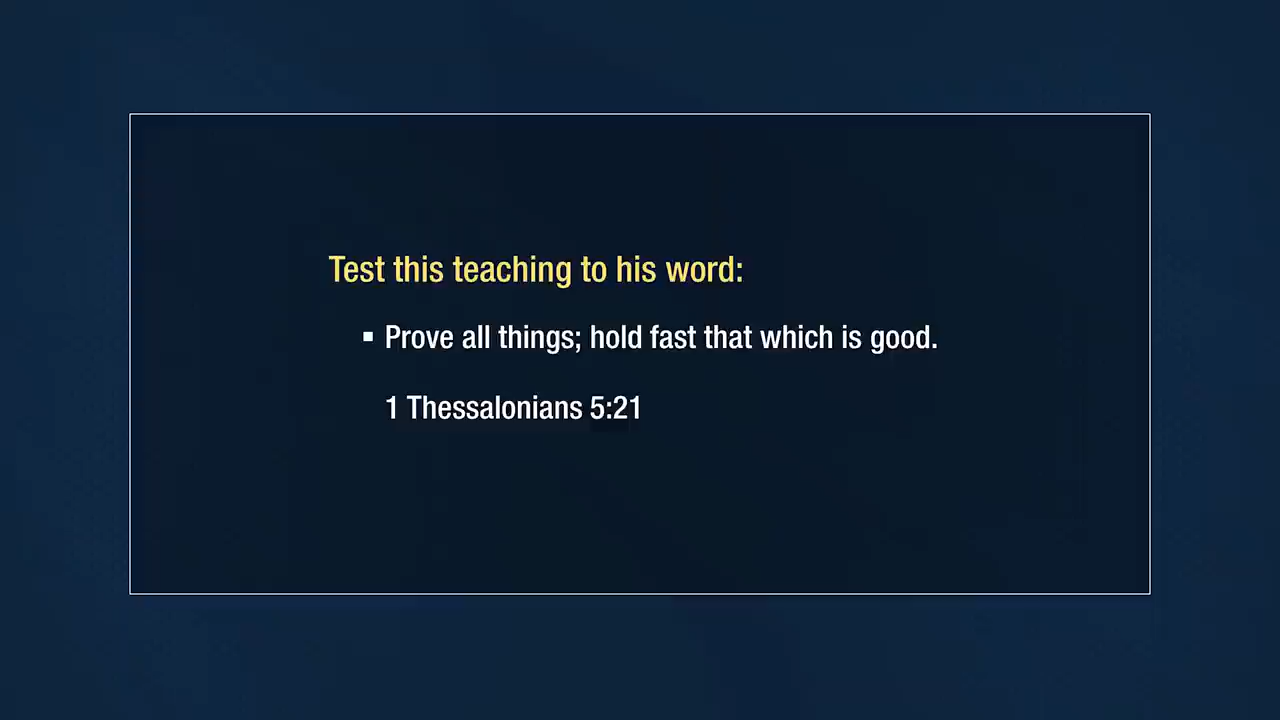 Test this teaching to his word:
▪ Prove all things; hold fast that which is good.
1 Thessalonians 5:21